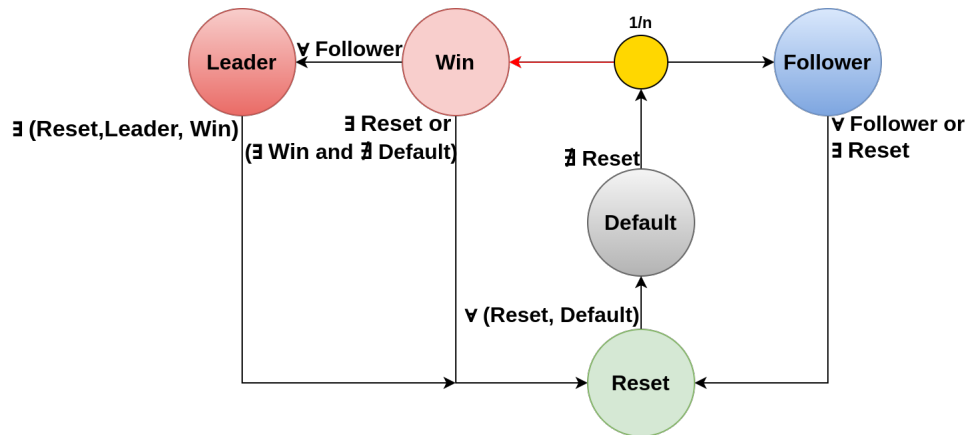 1/n
Leader
∀ Follower
Win
Follower
∃ (Reset,Leader, Win)
∃ Reset or
(∃ Win and ∄ Default)
∀ Follower or
∃ Reset
∄ Reset
Default
∀ (Reset, Default)
Reset